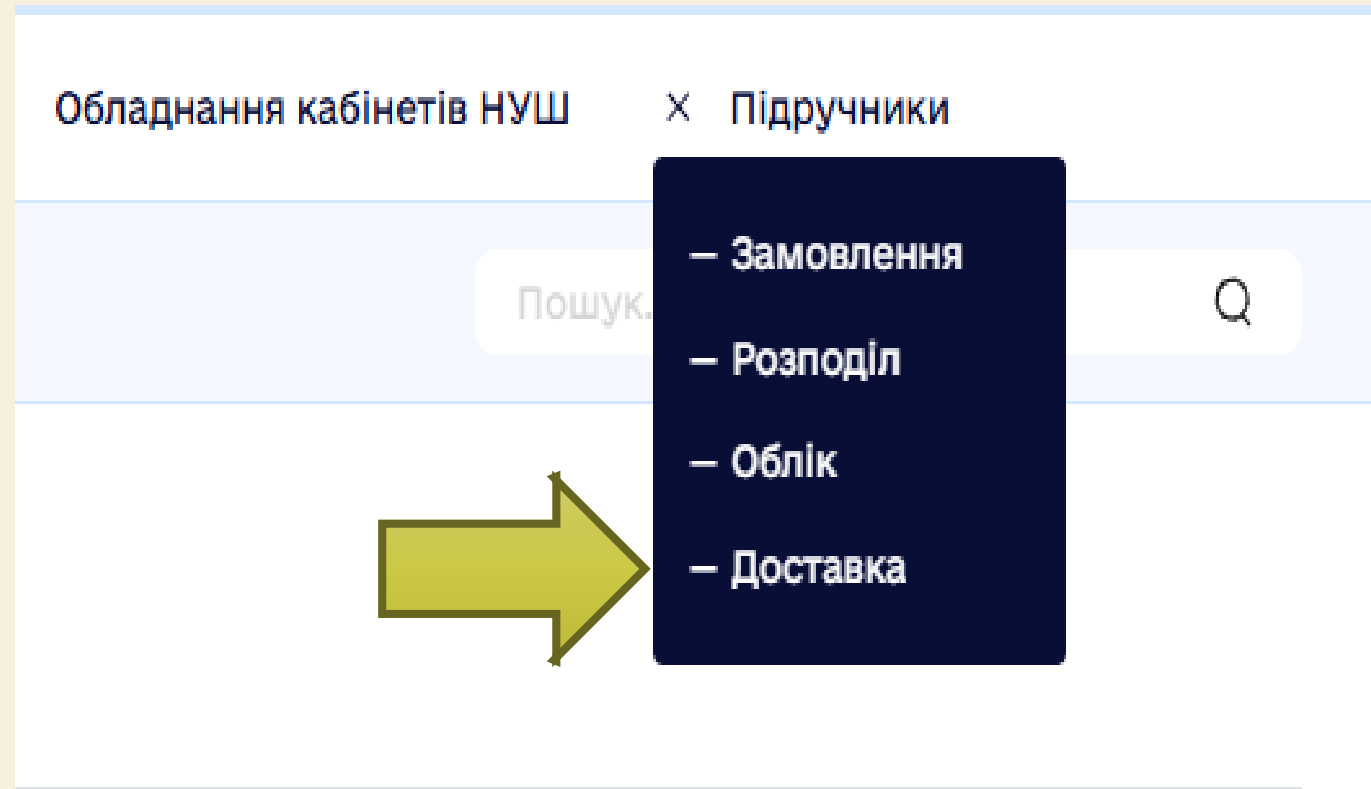 Обладнання кабінетів НУШ
X Підручники
– Замовлення
Пошук.
– Розподіл
– Облік
– Доставка